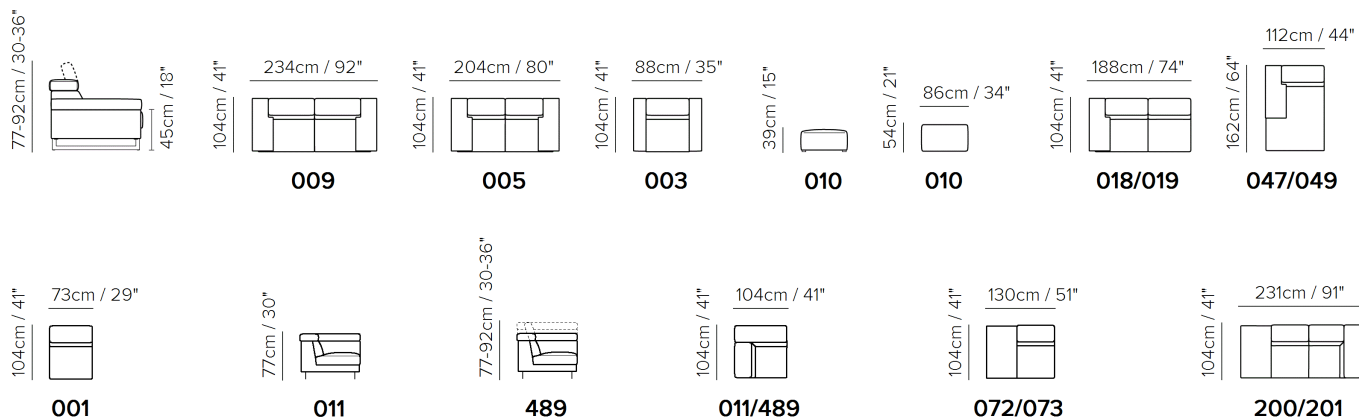 77-92cm / 30-36"
45cm / 18"
104cm / 41"
234cm / 92"
009
104cm / 41"
204cm / 80"
005
104cm / 41"
88cm / 35"
003
39cm / 15"
010
54cm / 21"
86cm / 34"
010
104cm / 41"
188cm / 74"
018/019
162cm / 64"
112cm / 44"
047/049
104cm / 41"
73cm / 29"
001
77cm / 30"
011
77-92cm / 30-36"
489
104cm / 41"
104cm / 41"
011/489
104cm / 41"
130cm / 51"
072/073
104cm / 41"
231cm / 91"
200/201